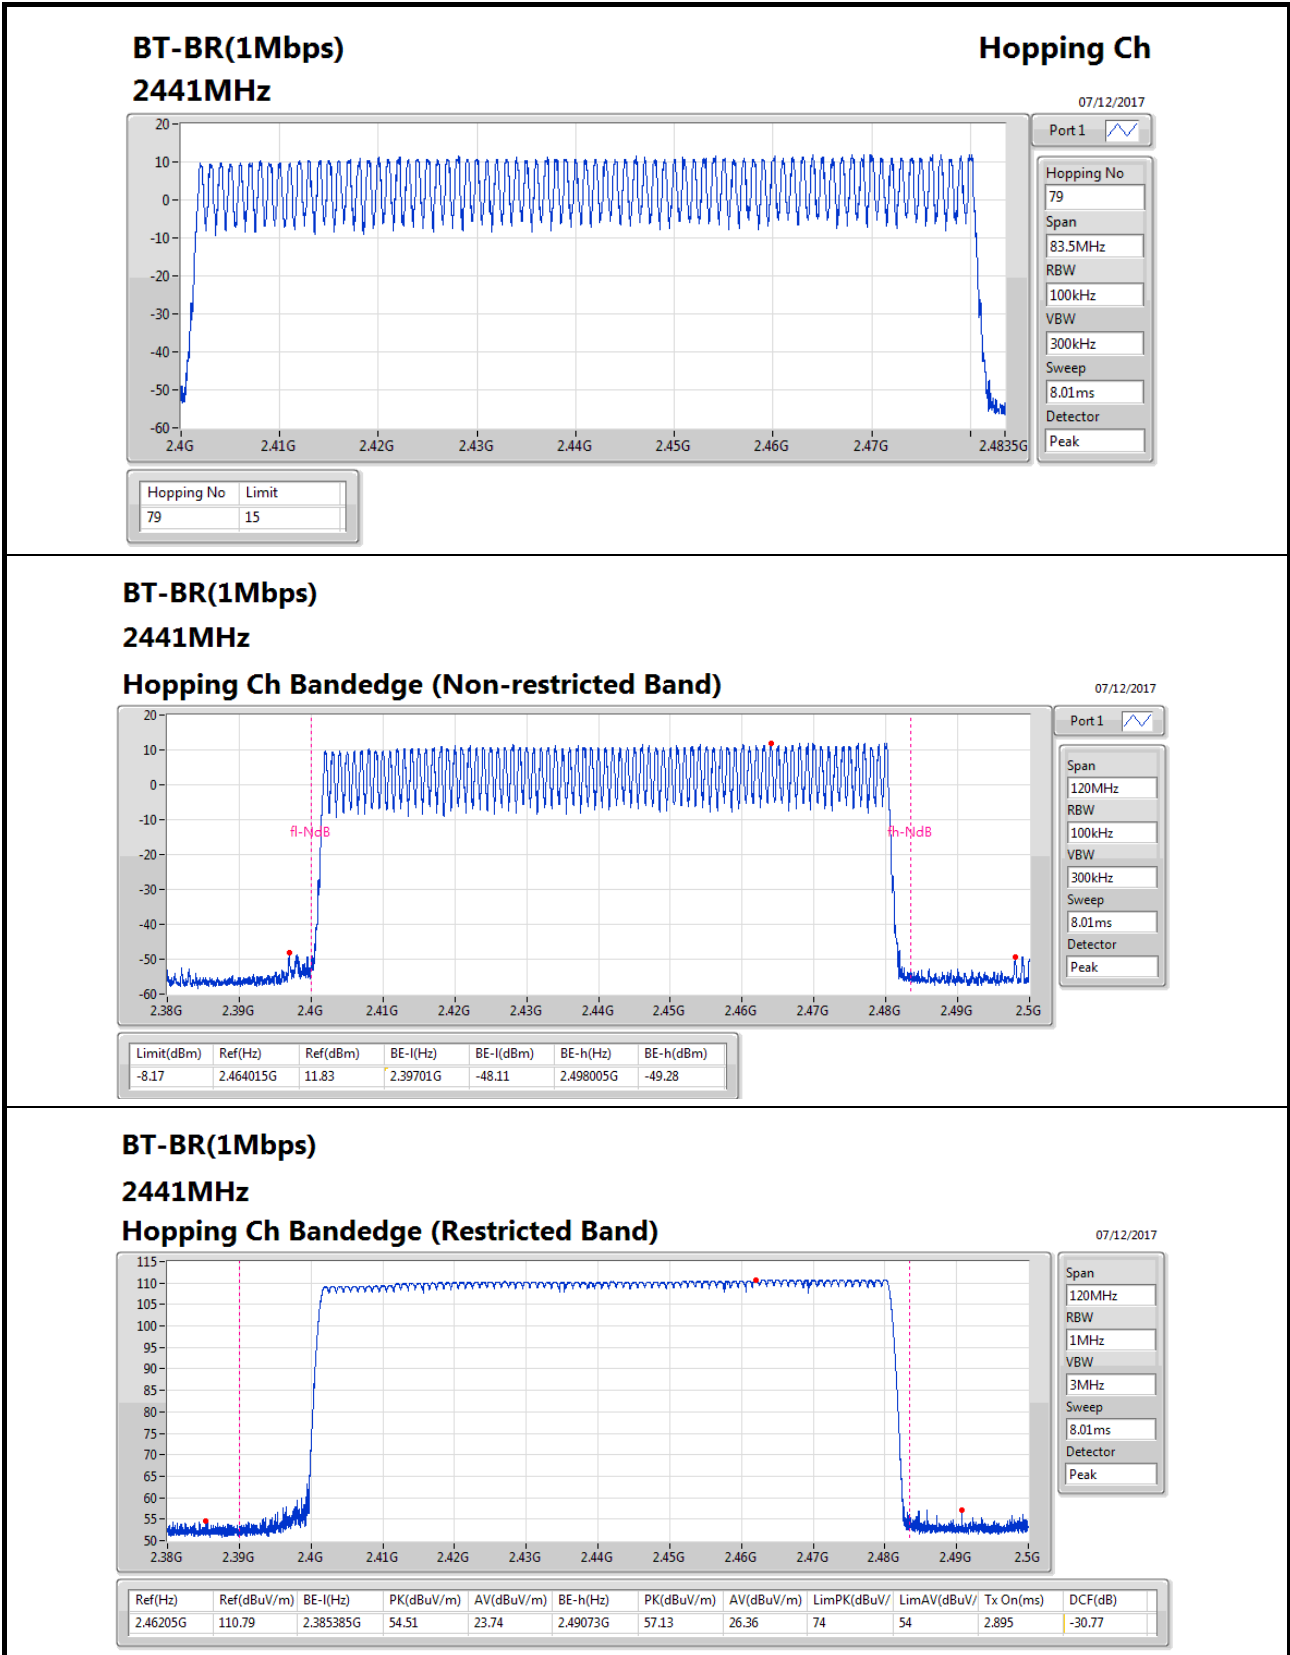 BT-BR(1Mbps) Hopping Ch
2441MHz
07/12/2017
20
10
0
-10
-20
-30
-40
-50
-60
2.4G 2.41G 2.42G 2.43G 2.44G 2.45G 2.46G 2.47G 2.4835G
Port 1
Hopping No
79
Span
83.5MHz
RBW
100kHz
VBW
300kHz
Sweep
8.01ms
Detector
Peak
Hopping No Limit
79 15
BT-BR(1Mbps)
2441MHz
Hopping Ch Bandedge (Non-restricted Band)
07/12/2017
20
10
0
-10
-20
-30
-40
-50
-60
fl-NdB fh-NdB
2.38G 2.39G 2.4G 2.41G 2.42G 2.43G 2.44G 2.45G 2.46G 2.47G 2.48G 2.49G 2.5G
Port 1
Span
120MHz
RBW
100kHz
VBW
300kHz
Sweep
8.01ms
Detector
Peak
Limit(dBm) Ref(Hz) Ref(dBm) BE-l(Hz) BE-l(dBm) BE-h(Hz) BE-h(dBm)
-8.17 2.464015G 11.83 2.39701G -48.11 2.498005G -49.28
BT-BR(1Mbps)
2441MHz
Hopping Ch Bandedge (Restricted Band)
07/12/2017
115
110
105
100
95
90
85
80
75
70
65
60
55
50
2.38G 2.39G 2.4G 2.41G 2.42G 2.43G 2.44G 2.45G 2.46G 2.47G 2.48G 2.49G 2.5G
Span
120MHz
RBW
1MHz
VBW
3MHz
Sweep
8.01ms
Detector
Peak
Ref(Hz) Ref(dBuV/m) BE-l(Hz) PK(dBuV/m) AV(dBuV/m) BE-h(Hz) PK(dBuV/m) AV(dBuV/m) LimPK(dBuV/ LimAV(dBuV/ Tx On(ms) DCF(dB)
2.46205G 110.79 2.385385G 54.51 23.74 2.49073G 57.13 26.36 74 54 2.895 -30.77